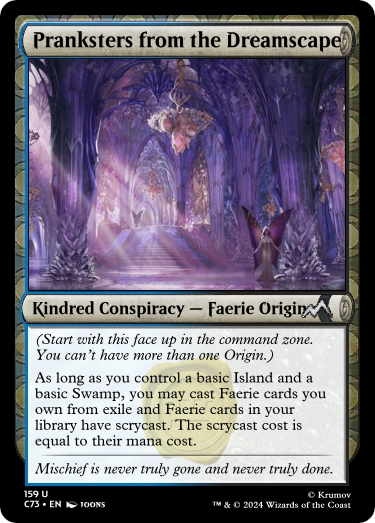 Pranksters from the Dreamscape
Kindred Conspiracy — Faerie Origin
(Start with this face up in the command zone.
You can't have more than one Origin.)
As long as you control a basic Island and a
basic Swamp, you may cast Faerie cards you
own from exile and Faerie cards in your
library have scrycast. The scrycast cost is
equal to their mana cost.
Mischief is never truly gone and never truly done.
159 U
© Krumov
C73 • EN JOONS
™ & © 2024 Wizards of the Coast